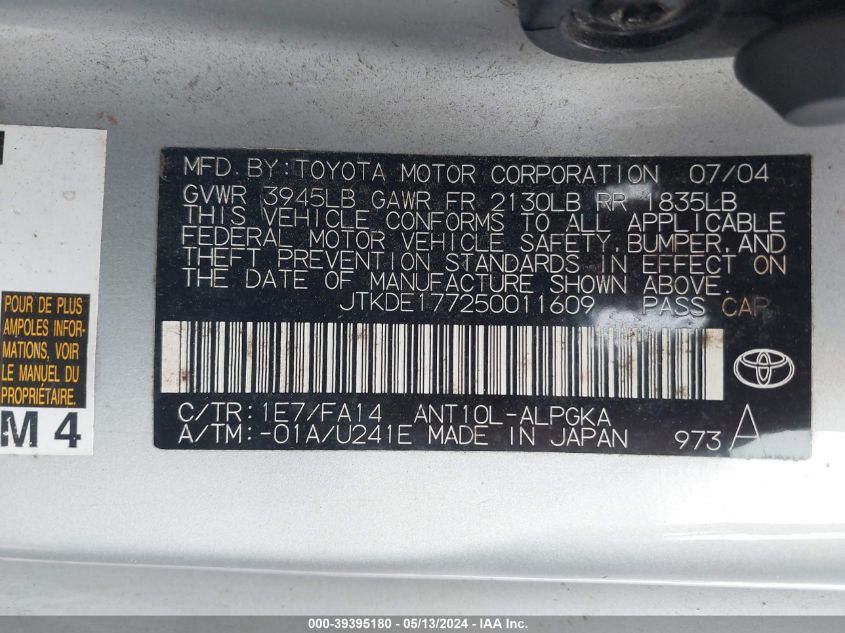 MFD BY:TOYOTA MOTOR CORPORATION 07/04
GVWR 3945LB GAWR FR 2130LB RR 1835LB
THIS VEHICLE CONFORMS TO ALL APPLICABLE
FEDERAL MOTOR VEHICLE SAFETY,BUMPER,AND
THEFT PREVENTION STANDARDS IN EFFECT ON
THE DATE OF MANUFACTURE SHOWN ABOVE.
JTKDE177250011609 PASS CAR
C/TR:1E7/FA14 ANT10L-ALPGKA
A/TM:-01A/U241E MADE IN JAPAN 973 A
POUR DE PLUS
AMPOLES INFOR-
MATIONS, VOIR
LE MANUEL DU
PROPRIÉTAIRE.
M 4
000-39395180 - 05/13/2024 - IAA Inc.